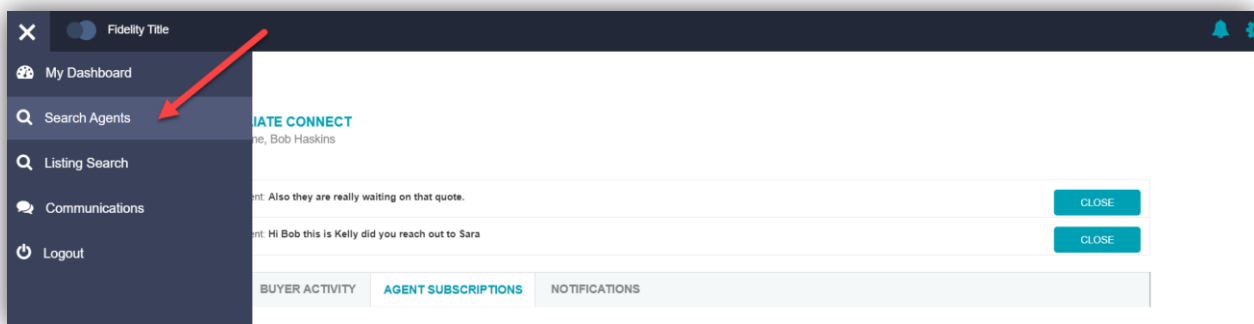 Fidelity Title
My Dashboard
Search Agents
Listing Search
Communications
Logout
IATE CONNECT
me, Bob Haskins
ent: Also they are really waiting on that quote.
CLOSE
ent: Hi Bob this is Kelly did you reach out to Sara
CLOSE
BUYER ACTIVITY AGENT SUBSCRIPTIONS NOTIFICATIONS